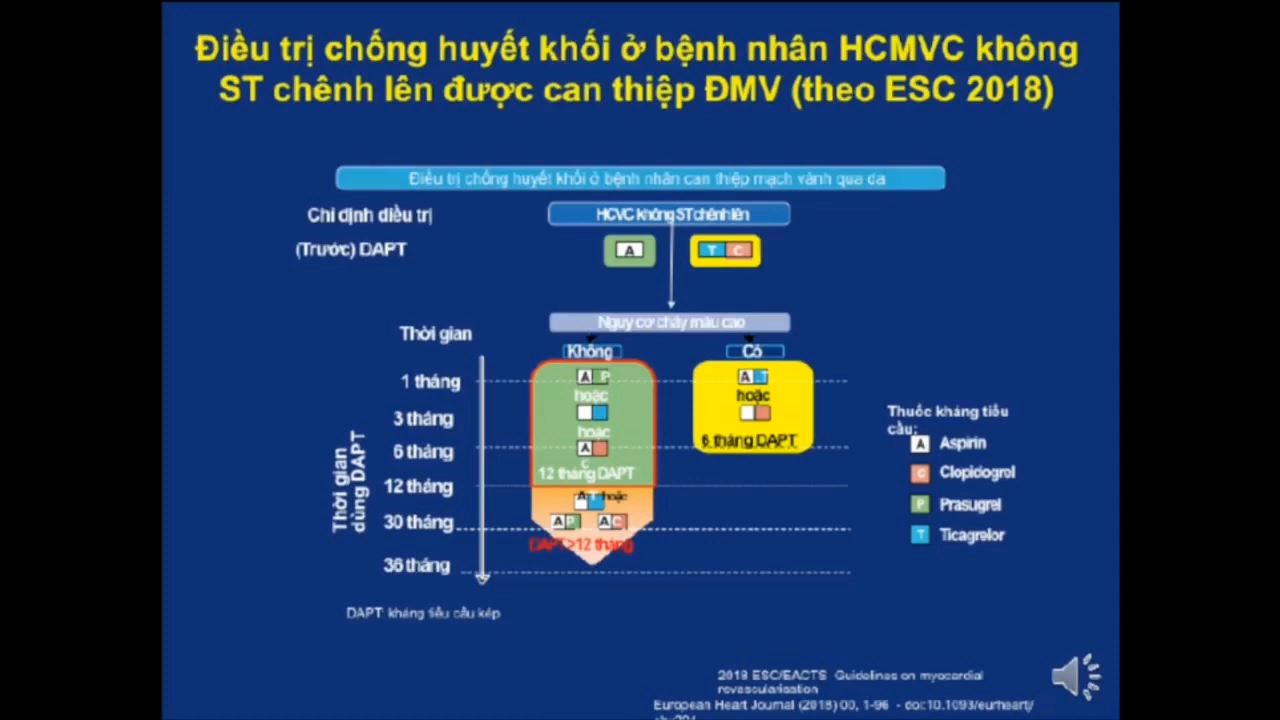 Điều trị chống huyết khối ở bệnh nhân HCMVC không
ST chênh lên được can thiệp ĐMV (theo ESC 2018)
Điều trị chống huyết khối ở bệnh nhân can thiệp mạch vành qua da
Chỉ định điều trị
HCVC không ST chênh lên
(Trước) DAPT
A
T C
Nguy cơ chảy máu cao
Thời gian
Không
Có
1 tháng
A P
A T
hoặc
hoặc
3 tháng
hoặc
6 tháng
A
C
6 tháng DAPT
12 tháng DAPT
12 tháng
A T hoặc
30 tháng
A P
A C
DAPT>12 tháng
36 tháng
Thời gian
dùng DAPT
Thuốc kháng tiểu
cầu:
A Aspirin
C Clopidogrol
P Prasugrel
T Ticagrelor
DAPT: kháng tiểu cầu kép
2018 ESC/EACTS Guidelines on myocardial
revascularisation
European Heart Journal (2018) 00, 1-96 - doi:10.1093/eurheartj/